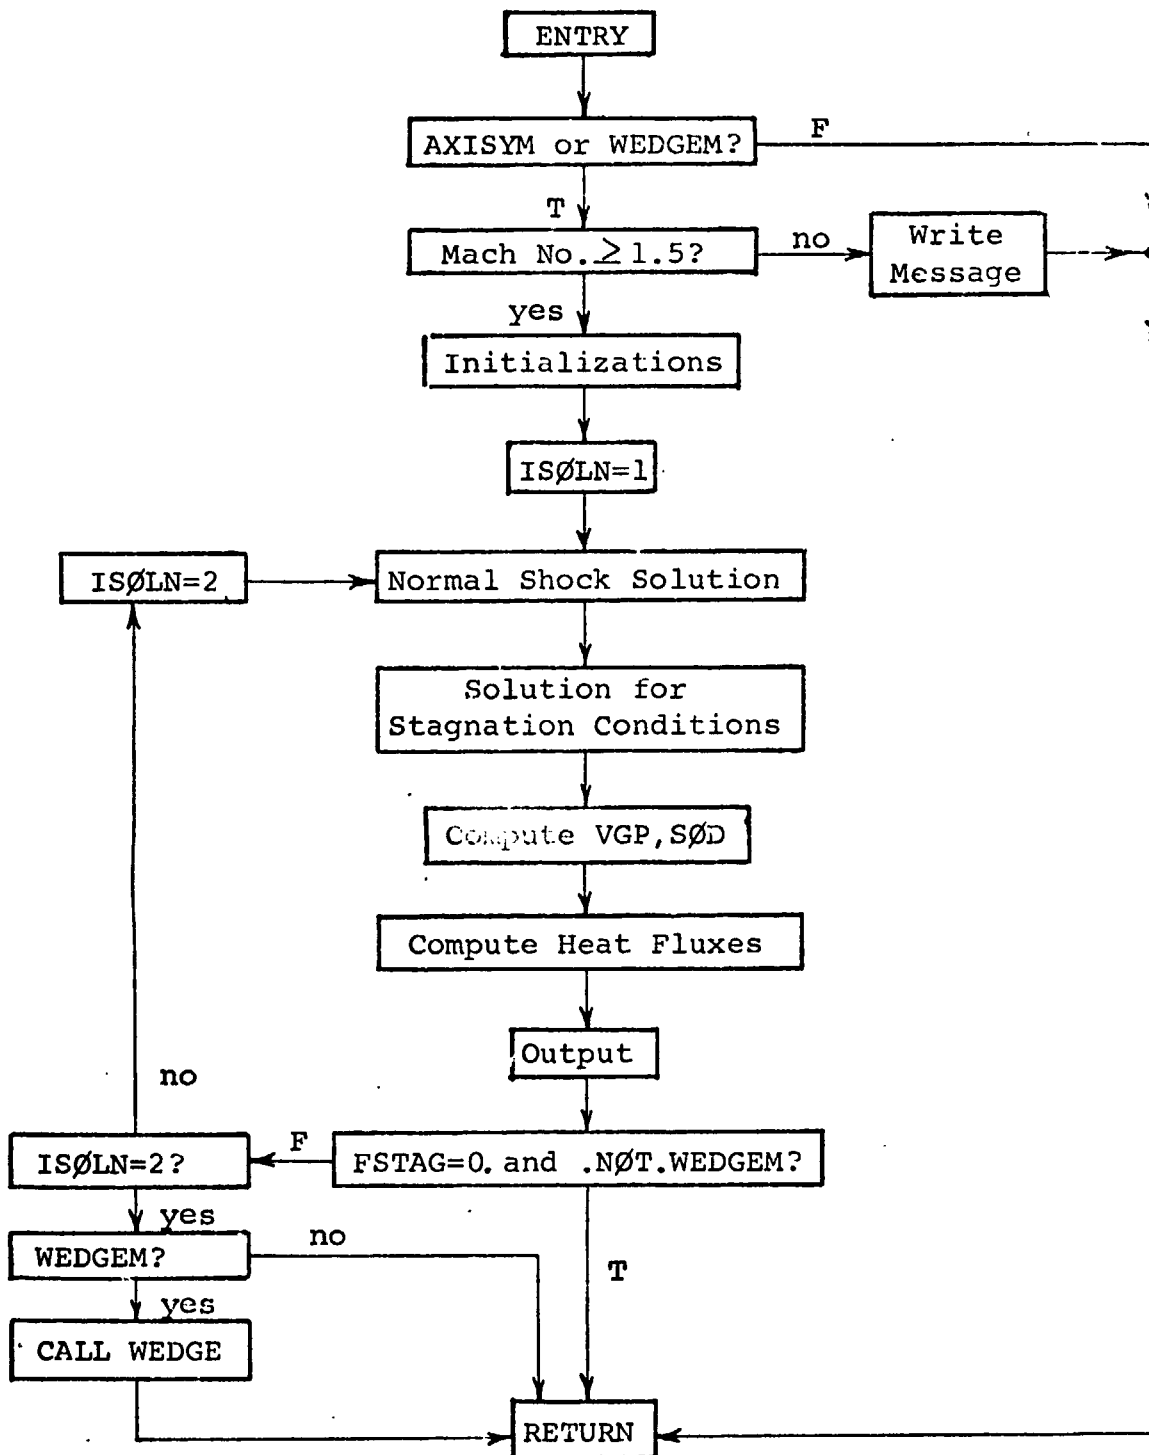 ENTRY
AXISYM or WEDGEM?
F
T
Mach No. ≥ 1.5?
no
Write
Message
yes
Initializations
ISØLN=1
ISØLN=2
Normal Shock Solution
Solution for
Stagnation Conditions
Compute VGP,SØD
Compute Heat Fluxes
Output
no
ISØLN=2?
F
FSTAG=0. and .NØT.WEDGEM?
yes
WEDGEM?
no
T
yes
CALL WEDGE
RETURN